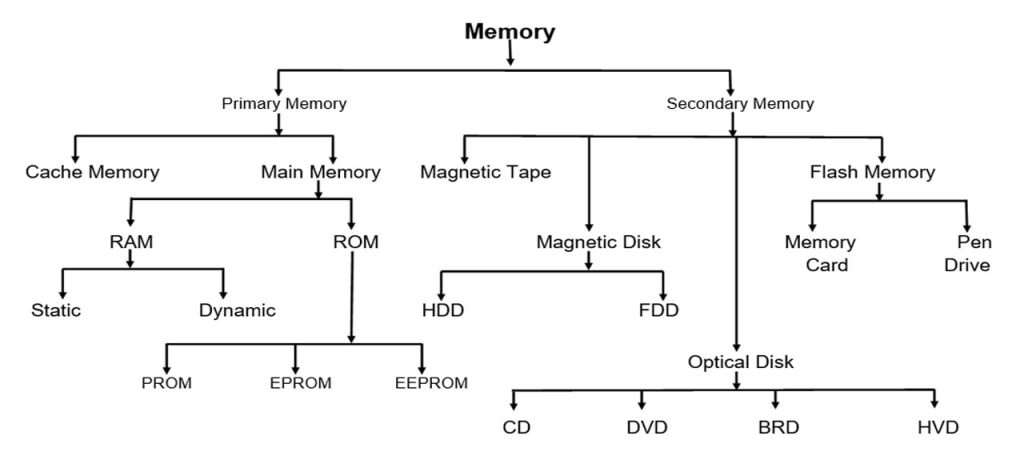 Memory
Primary Memory
Secondary Memory
Cache Memory
Main Memory
Magnetic Tape
Flash Memory
RAM
ROM
Magnetic Disk
Memory
Card
Pen
Drive
Static
Dynamic
HDD
FDD
Optical Disk
PROM
EPROM
EEPROM
CD
DVD
BRD
HVD